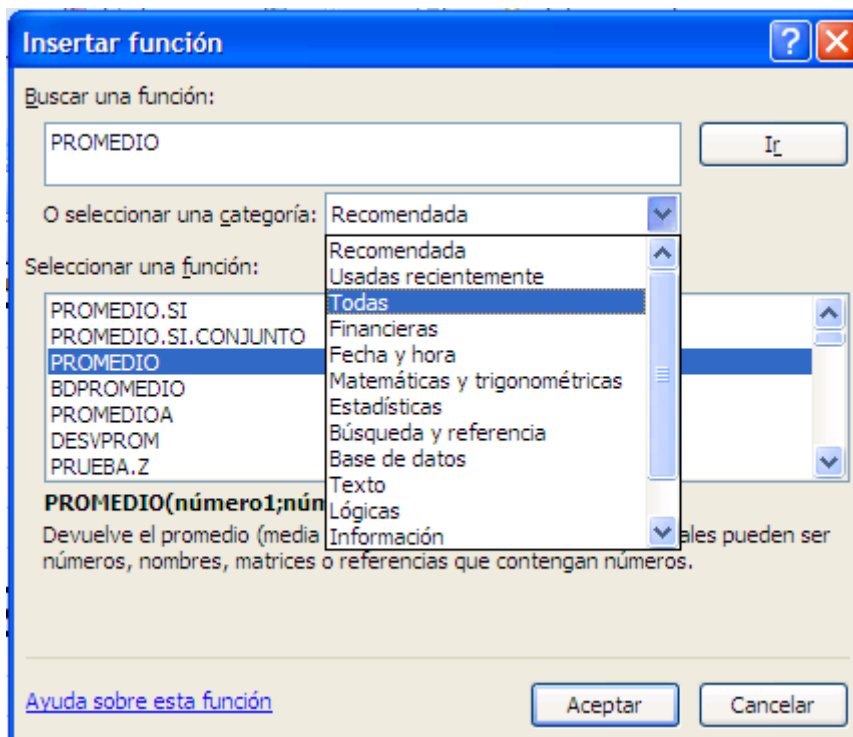 Insertar función
Buscar una función:
PROMEDIO
Ir
O seleccionar una categoría: Recomendada
Recomendada
Usadas recientemente
Todas
Financieras
Fecha y hora
Matemáticas y trigonométricas
Estadísticas
Búsqueda y referencia
Base de datos
Texto
Lógicas
Información
Seleccionar una función:
PROMEDIO.SI
PROMEDIO.SI.CONJUNTO
PROMEDIO
BDPROMEDIO
PROMEDIOA
DESVPROM
PRUEBA.Z
PROMEDIO(número1;núm
Devuelve el promedio (media ales pueden ser
números, nombres, matrices o referencias que contengan números.
Ayuda sobre esta función
Aceptar
Cancelar